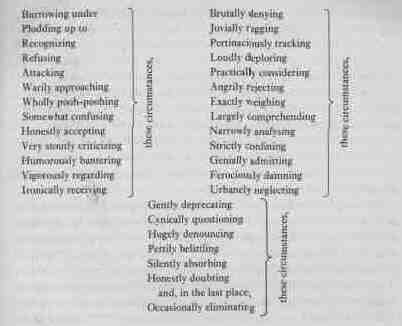 Burrowing under
Plodding up to
Recognizing
Refusing
Attacking
Warily approaching
Wholly pooh-poohing
Somewhat confusing
Honestly accepting
Very stoutly criticizing
Humorously bantering
Vigorously regarding
Ironically receiving
these circumstances,
Brutally denying
Jovially ragging
Pertinaciously tracking
Loudly deploring
Practically considering
Angrily rejecting
Exactly weighing
Largely comprehending
Narrowly analysing
Strictly confining
Genially admitting
Ferociously damning
Urbanely neglecting
these circumstances,
Gently deprecating
Cynically questioning
Hugely denouncing
Pettily belittling
Silently absorbing
Honestly doubting
and, in the last place,
Occasionally eliminating
these circumstances,